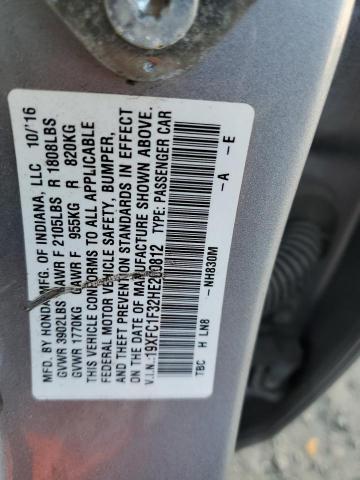 MFD. BY HONDA MFG. OF INDIANA, LLC 10/'16
GVWR 3902LBS GAWR F 2105LBS R 1808LBS
GVWR 1770KG GAWR F 955KG R 820KG
THIS VEHICLE CONFORMS TO ALL APPLICABLE
FEDERAL MOTOR VEHICLE SAFETY, BUMPER,
AND THEFT PREVENTION STANDARDS IN EFFECT
ON THE DATE OF MANUFACTURE SHOWN ABOVE.
V.I.N.:19XFC1F32HE200812 TYPE: PASSENGER CAR
NH830M - A - E
TBC H LN8